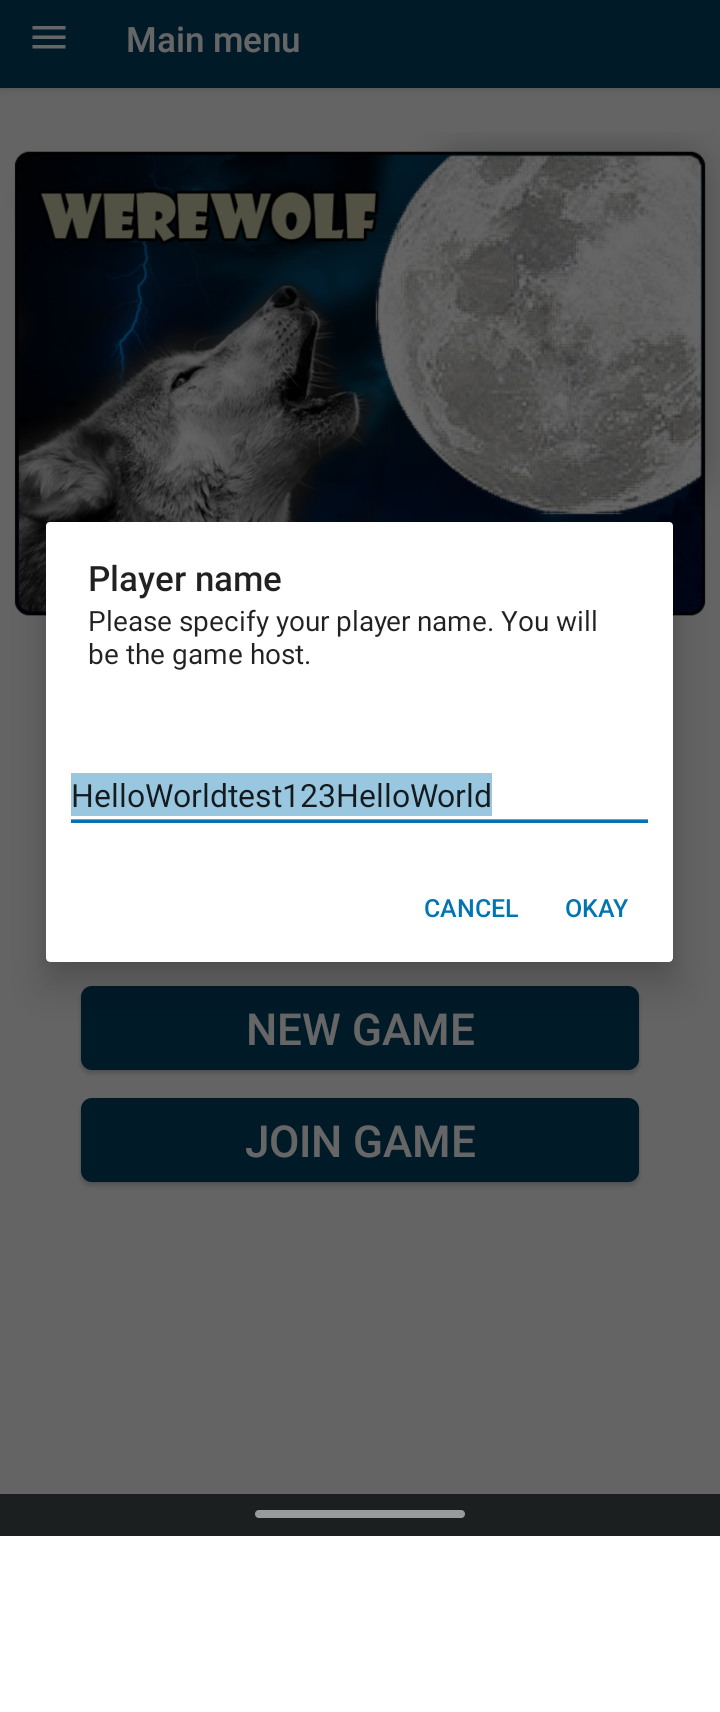 Main menu
WEREWOLF
Player name
Please specify your player name. You will
be the game host.
HelloWorldtest123HelloWorld
CANCEL OKAY
NEW GAME
JOIN GAME